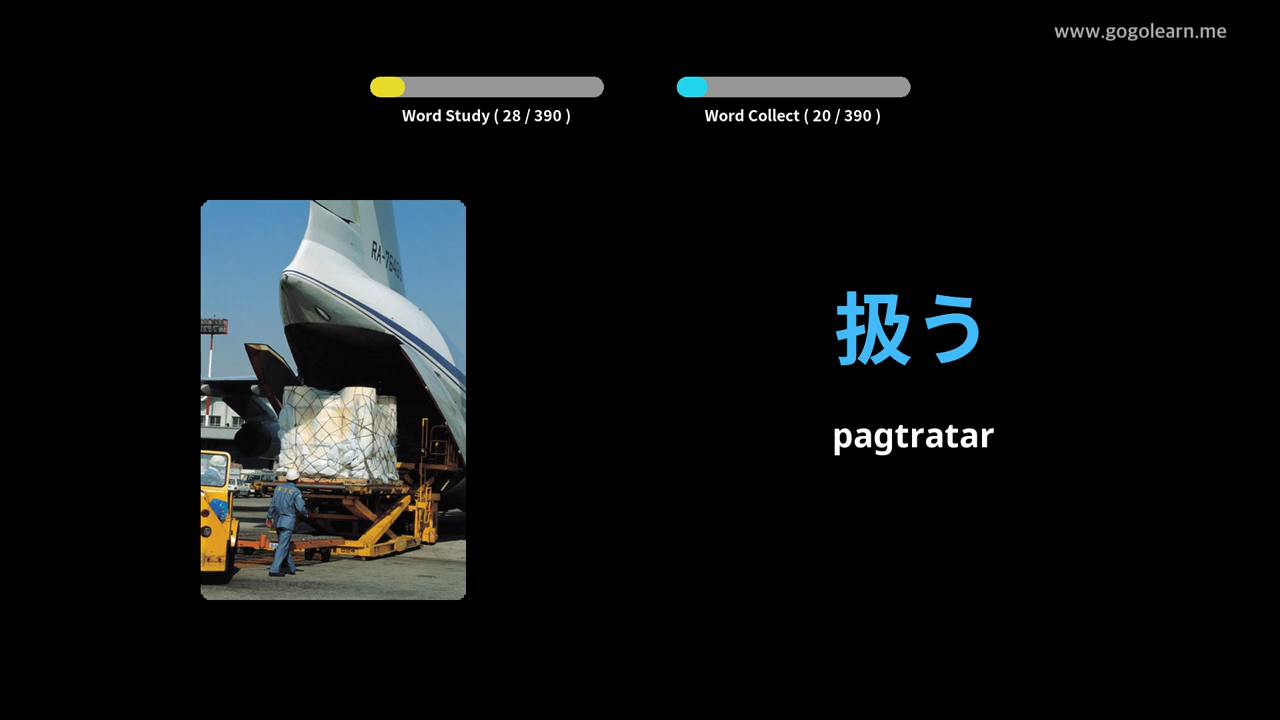 www.gogolearn.me
Word Study ( 28 / 390 )
Word Collect ( 20 / 390 )
扱う
pagtratar